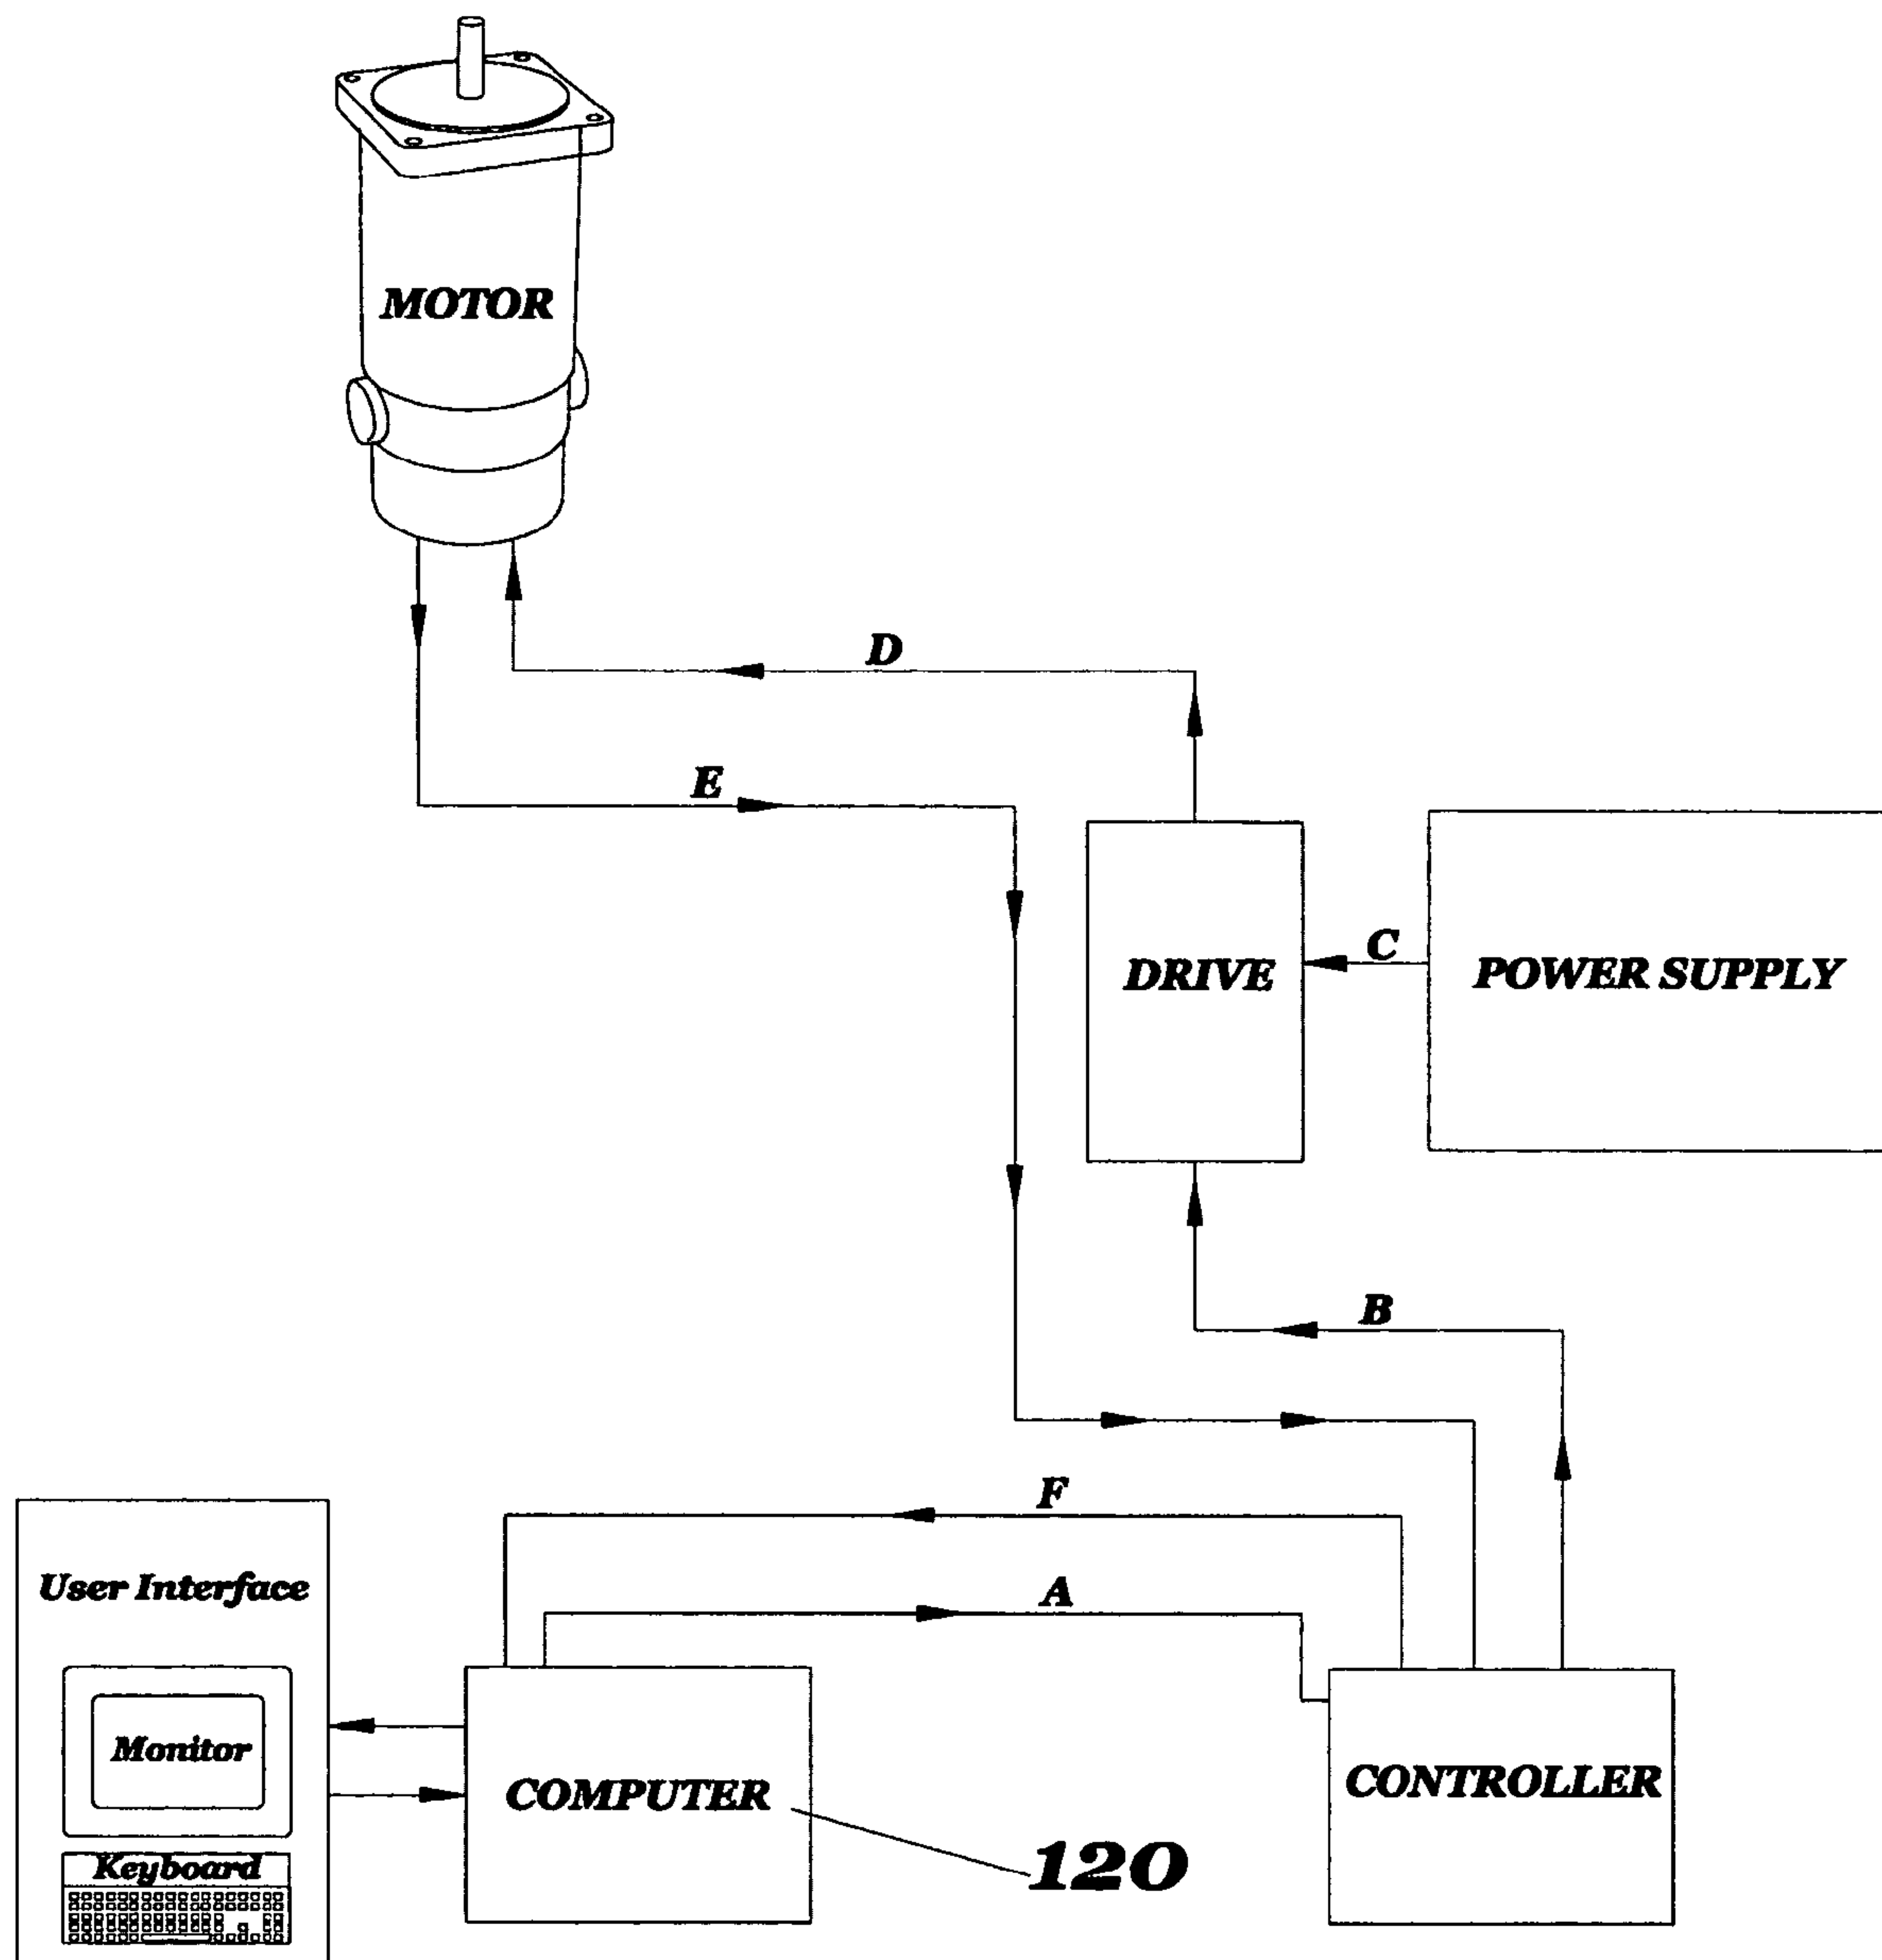 MOTOR
D
E
C
DRIVE
POWER SUPPLY
B
F
User Interface
A
Monitor
COMPUTER
CONTROLLER
Keyboard
120